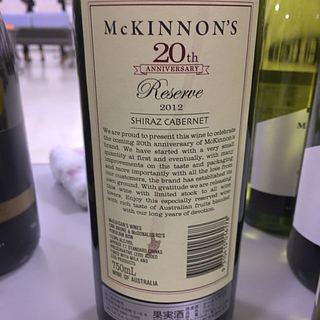 McKINNON'S
20th
ANNIVERSARY
Reserve
2012
SHIRAZ CABERNET
We are proud to present this wine to celebrate
the coming 20th anniversary of McKinnon's
brand. We have started with a very small
quantity at first and eventually, with many
improvements on the taste and packaging
and more importantly with all the love from
our customers, the brand has established its
own ground. With gratitude we are releasing
this wine with limited stock to all wine
lovers. Enjoy this especially reserved wine
with rich taste of Australian fruits blended
with our long years of devotion.
750mL
WINE OF AUSTRALIA
果実酒